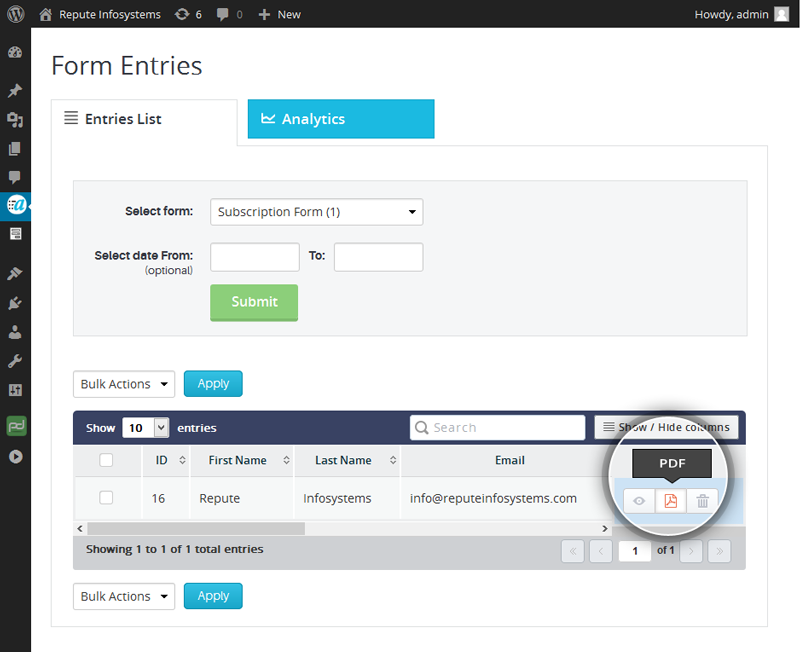 Repute Infosystems 6 0 + New Howdy, admin
Form Entries
Entries List Analytics
Select form: Subscription Form (1)
Select date From: To:
(optional)
Submit
Bulk Actions Apply
Show 10 entries Search Show / Hide columns
ID First Name Last Name Email
PDF
16 Repute Infosystems info@reputeinfosystems.com
Showing 1 to 1 of 1 total entries « ‹ 1 of 1 › »
Bulk Actions Apply